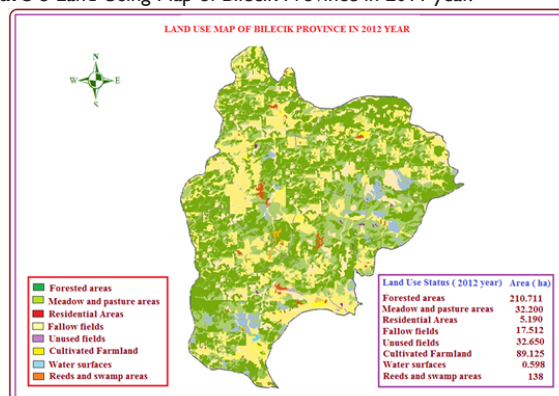 LAND USE MAP OF BILECIK PROVINCE IN 2012 YEAR
N
W E
S
Forested areas
Meadow and pasture areas
Residential Areas
Fallow fields
Unused fields
Cultivated Farmland
Water surfaces
Reeds and swamp areas
Land Use Status ( 2012 year) Area ( ha)
Forested areas 210.711
Meadow and pasture areas 32.200
Residential Areas 5.190
Fallow fields 17.512
Unused fields 32.650
Cultivated Farmland 89.125
Water surfaces 0.598
Reeds and swap areas 138